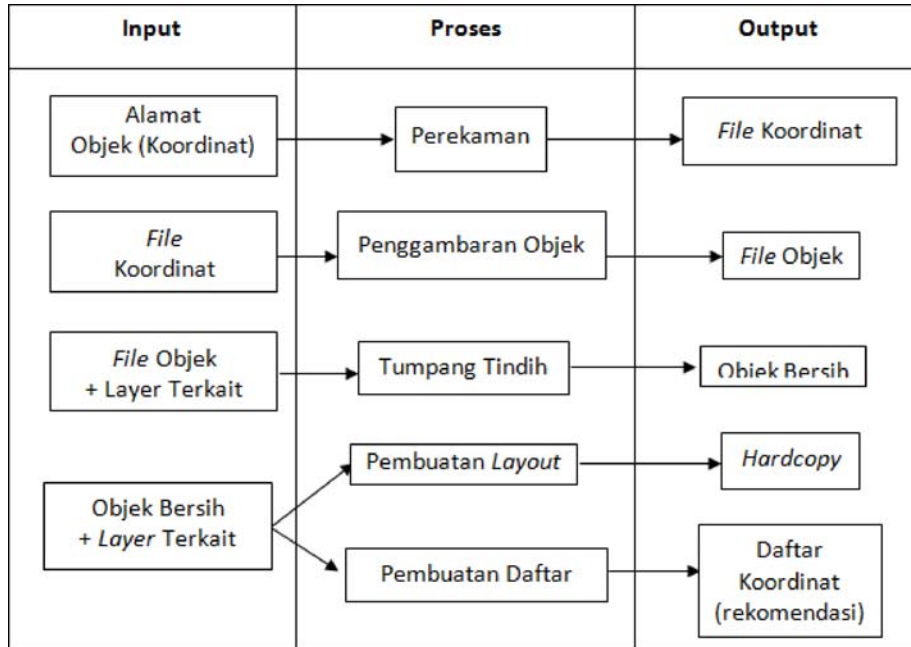 Input
Proses
Output
Alamat
Objek (Koordinat)
Perekaman
File Koordinat
File
Koordinat
Penggambaran Objek
File Objek
File Objek
+ Layer Terkait
Tumpang Tindih
Objek Bersih
Objek Bersih
+ Layer Terkait
Pembuatan Layout
Hardcopy
Pembuatan Daftar
Daftar
Koordinat
(rekomendasi)